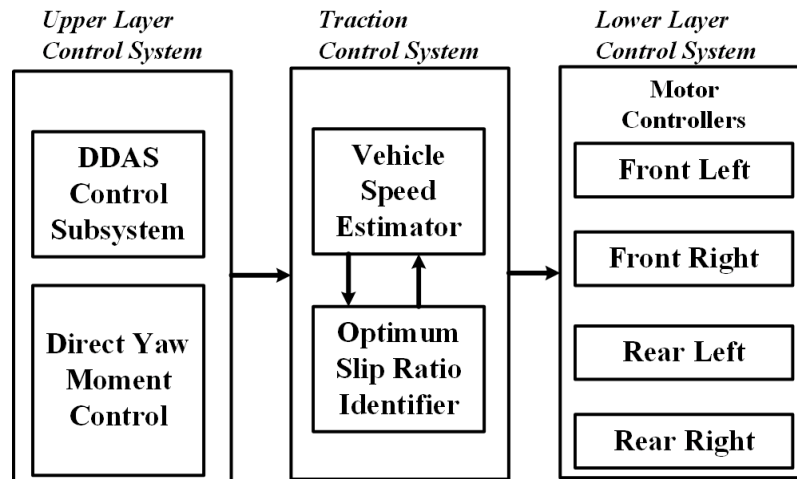 Upper Layer
Control System
DDAS
Control
Subsystem
Direct Yaw
Moment
Control
Traction
Control System
Vehicle
Speed
Estimator
Optimum
Slip Ratio
Identifier
Lower Layer
Control System
Motor
Controllers
Front Left
Front Right
Rear Left
Rear Right